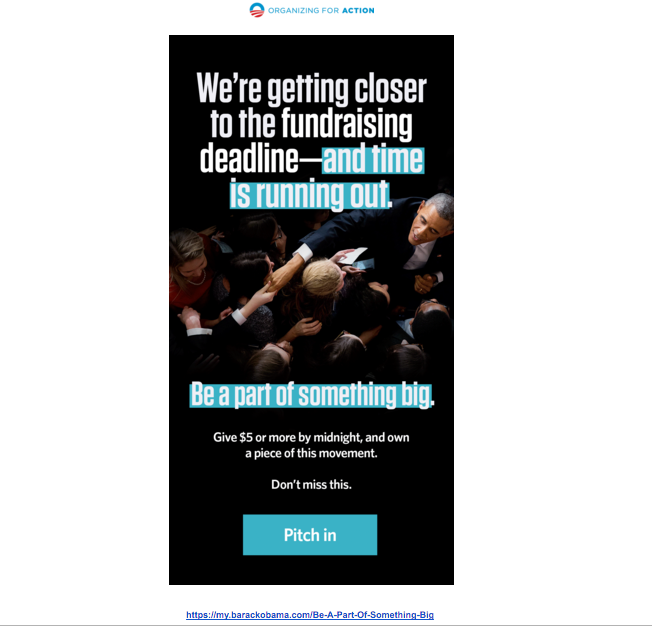 ORGANIZING FOR ACTION
We're getting closer
to the fundraising
deadline—and time
is running out.
Be a part of something big.
Give $5 or more by midnight, and own
a piece of this movement.
Don't miss this.
Pitch in
https://my.barackobama.com/Be-A-Part-Of-Something-Big